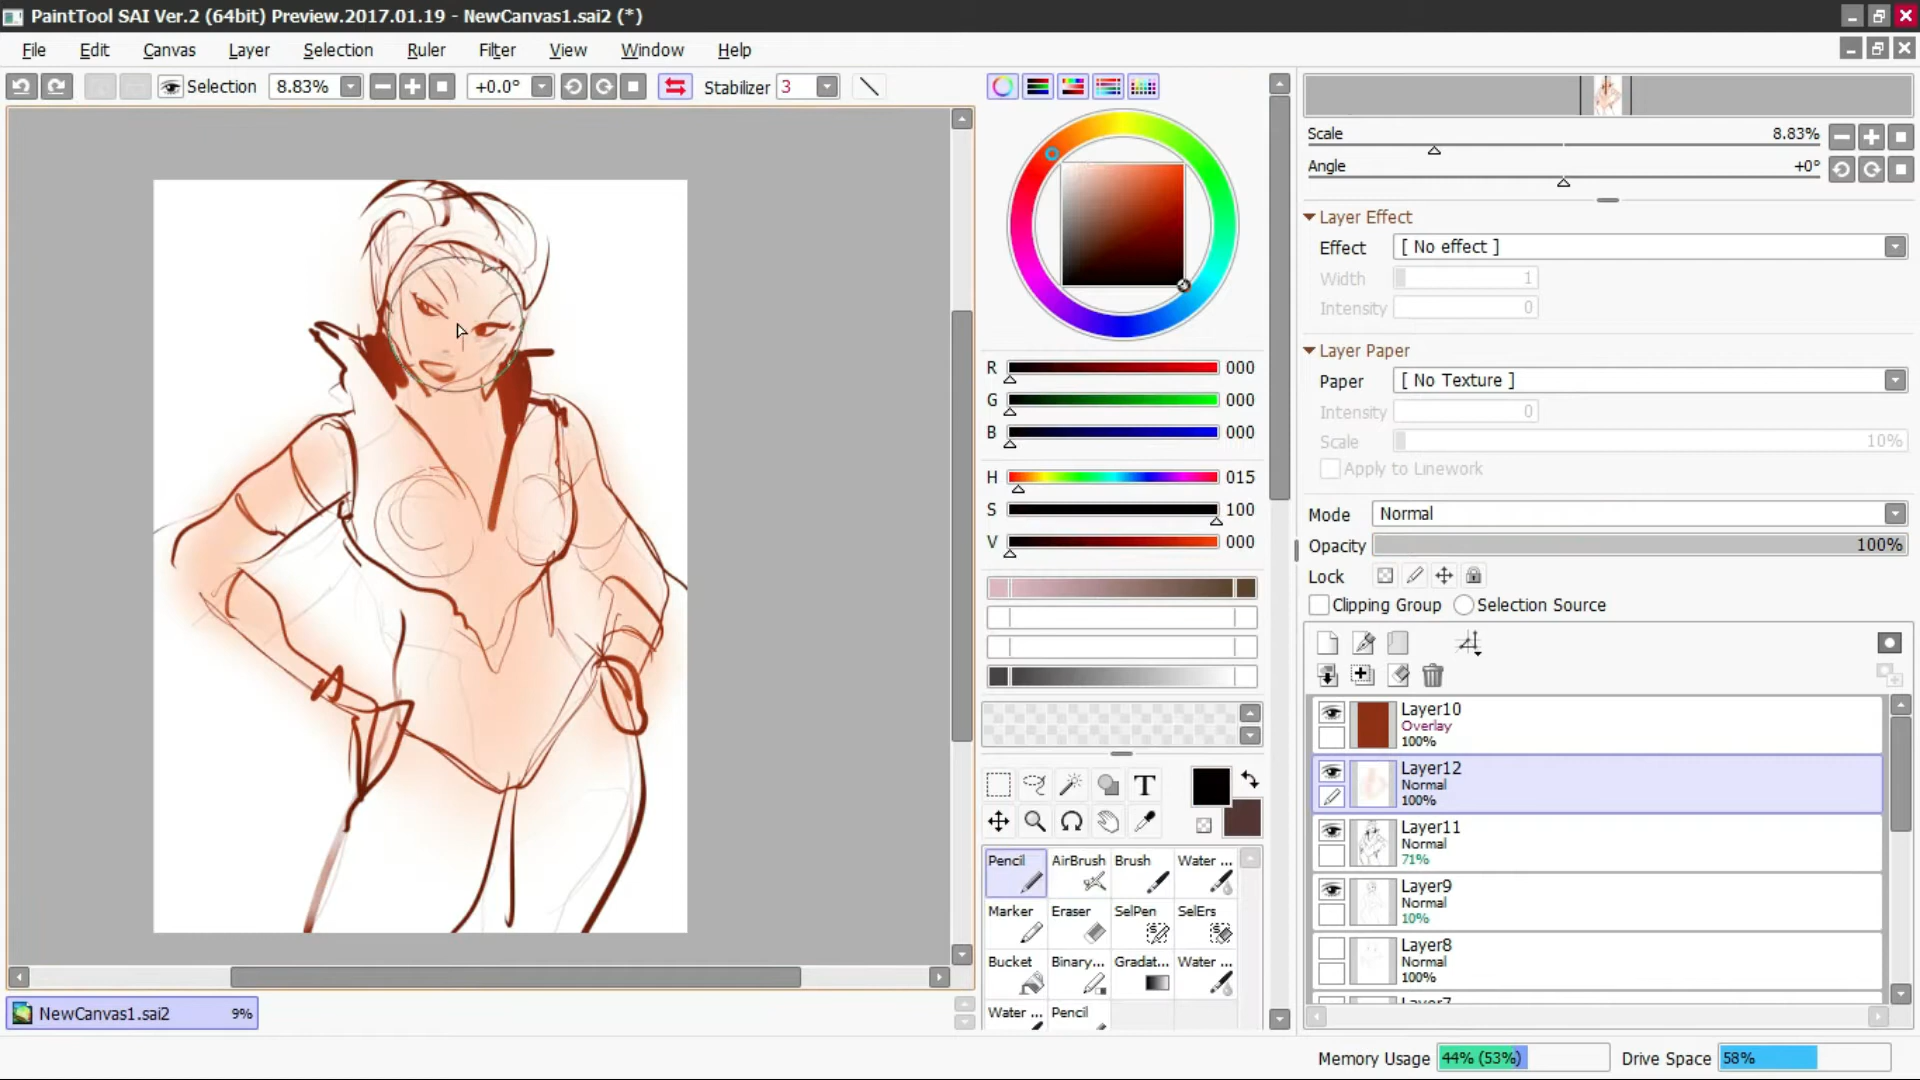 PaintTool SAI Ver.2 (64bit) Preview.2017.01.19 - NewCanvas1.sai2 (*)
File Edit Canvas Layer Selection Ruler Filter View Window Help
Selection 8.83% +0.0° Stabilizer 3
Scale 8.83%
Angle +0°
Layer Effect
Effect [ No effect ]
Width 1
Intensity 0
Layer Paper
Paper [ No Texture ]
Intensity 0
Scale 10%
Apply to Linework
Mode Normal
Opacity 100%
Lock
Clipping Group Selection Source
R 000
G 000
B 000
H 015
S 100
V 000
T
Pencil AirBrush Brush Water ...
Marker Eraser SelPen SelErs
Bucket Binary... Gradat... Water ...
Water ... Pencil
Layer10
Overlay
100%
Layer12
Normal
100%
Layer11
Normal
71%
Layer9
Normal
10%
Layer8
Normal
100%
NewCanvas1.sai2 9%
Memory Usage 44% (53%) Drive Space 58%